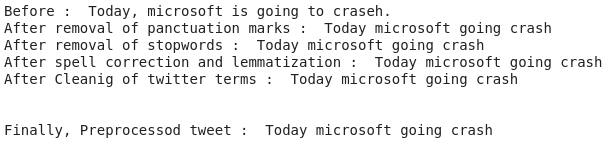 Before :  Today, microsoft is going to craseh.
After removal of panctuation marks :  Today microsoft going crash
After removal of stopwords :  Today microsoft going crash
After spell correction and lemmatization :  Today microsoft going crash
After Cleanig of twitter terms :  Today microsoft going crash
Finally, Preprocessod tweet :  Today microsoft going crash